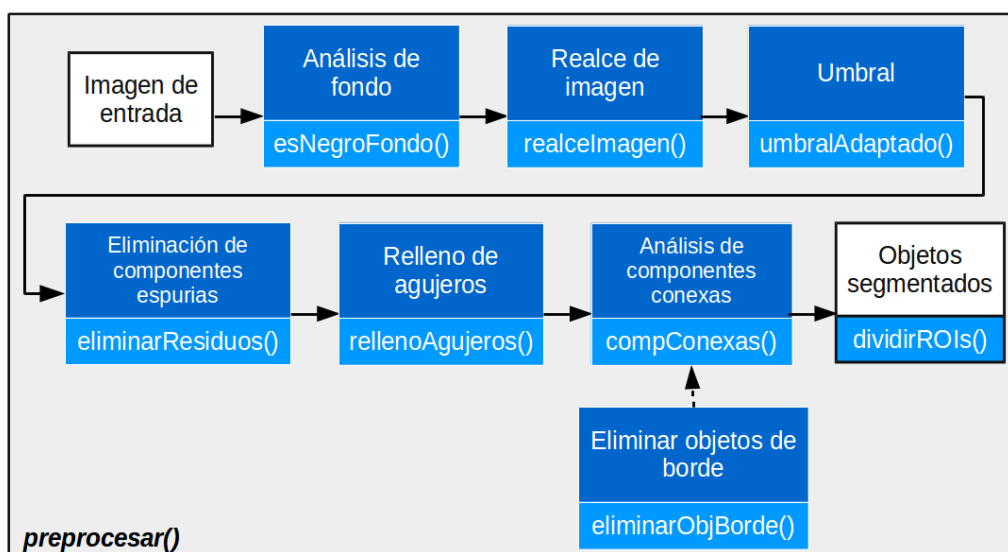 Imagen de
entrada
Análisis de
fondo
esNegroFondo()
Realce de
imagen
realceImagen()
Umbral
umbralAdaptado()
Eliminación de
componentes
espurias
eliminarResiduos()
Relleno de
agujeros
rellenoAgujeros()
Análisis de
componentes
conexas
compConexas()
Objetos
segmentados
dividirROIs()
Eliminar objetos de
borde
eliminarObjBorde()
preprocesar()